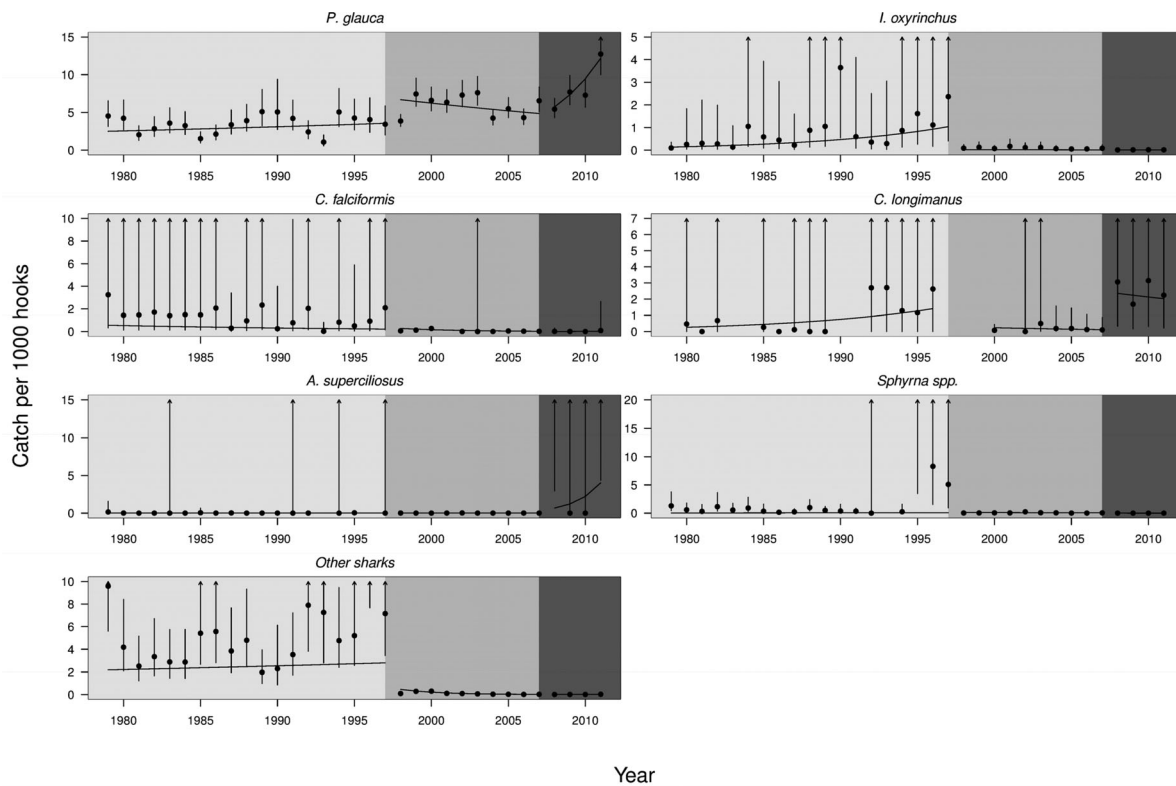 P. glauca
I. oxyrinchus
15
10
5
0
5
4
3
2
1
0
1980 1985 1990 1995 2000 2005 2010
1980 1985 1990 1995 2000 2005 2010
C. falciformis
C. longimanus
10
8
6
4
2
0
7
6
5
4
3
2
1
0
1980 1985 1990 1995 2000 2005 2010
1980 1985 1990 1995 2000 2005 2010
Catch per 1000 hooks
A. superciliosus
Sphyrna spp.
15
10
5
0
20
15
10
5
0
1980 1985 1990 1995 2000 2005 2010
1980 1985 1990 1995 2000 2005 2010
Other sharks
10
8
6
4
2
0
1980 1985 1990 1995 2000 2005 2010
Year